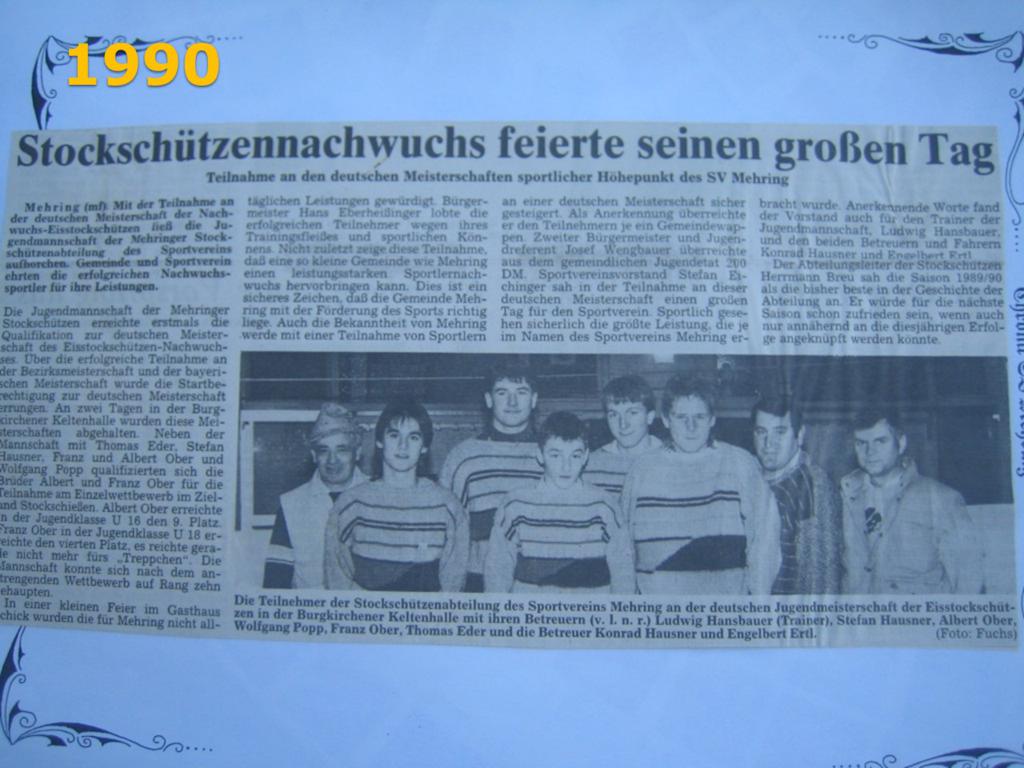 1990
Stockschützennachwuchs feierte seinen großen Tag
Teilnahme an den deutschen Meisterschaften sportlicher Höhepunkt des SV Mehring
Mehring (mf). Mit der Teilnahme an
der deutschen Meisterschaft der Nach-
wuchs-Eisstockschützen ließ die Ju-
gendmannschaft der Mehringer Stock-
schützenabteilung des Sportvereins
aufhorchen. Gemeinde und Sportverein
ehrten die erfolgreichen Nachwuchs-
sportler für ihre Leistungen.
Die Jugendmannschaft der Mehringer
Stockschützen erreichte erstmals die
Qualifikation zur deutschen Meister-
schaft des Eisstockschützen-Nachwuch-
ses. Über die erfolgreiche Teilnahme an
der Bezirksmeisterschaft und der bayeri-
schen Meisterschaft wurde die Startbe-
rechtigung zur deutschen Meisterschaft
errungen. An zwei Tagen in der Burg-
kirchener Keltenhalle wurden diese Mei-
sterschaften abgehalten. Neben der
Mannschaft mit Thomas Eder, Stefan
Hausner, Franz und Albert Ober und
Wolfgang Popp qualifizierten sich die
Brüder Albert und Franz Ober für die
Teilnahme am Einzelwettbewerb im Ziel-
und Stockschießen. Albert Ober erreichte
in der Jugendklasse U 16 den 9. Platz.
Franz Ober in der Jugendklasse U 18 er-
reichte den vierten Platz, es reichte gera-
de nicht mehr fürs „Treppchen". Die
Mannschaft konnte sich nach dem an-
trengenden Wettbewerb auf Rang zehn
ehaupten.
In einer kleinen Feier im Gasthaus
chick wurden die für Mehring nicht all-
täglichen Leistungen gewürdigt. Bürger-
meister Hans Eberheißinger lobte die
erfolgreichen Teilnehmer wegen ihres
Trainingsfleißes und sportlichen Kön-
nens. Nicht zuletzt zeige diese Teilnahme,
daß eine so kleine Gemeinde wie Mehring
einen leistungsstarken Sportlernach-
wuchs hervorbringen kann. Dies ist ein
sicheres Zeichen, daß die Gemeinde Meh-
ring mit der Förderung des Sports richtig
liege. Auch die Bekanntheit von Mehring
werde mit einer Teilnahme von Sportlern
an einer deutschen Meisterschaft sicher
gesteigert. Als Anerkennung überreichte
er den Teilnehmern je ein Gemeindewap-
pen. Zweiter Bürgermeister und Jugen-
dreferent Josef Wengbauer überreichte
aus dem gemeindlichen Jugendetat 200
DM. Sportvereinsvorstand Stefan Ei-
chinger sah in der Teilnahme an dieser
deutschen Meisterschaft einen großen
Tag für den Sportverein. Sportlich gese-
hen sicherlich die größte Leistung, die je
im Namen des Sportvereins Mehring er-
bracht wurde. Anerkennende Worte fand
der Vorstand auch für den Trainer der
Jugendmannschaft, Ludwig Hansbauer,
und den beiden Betreuern und Fahrern
Konrad Hausner und Engelbert Ertl.
Der Abteilungsleiter der Stockschützen
Herrmann Breu sah die Saison 1989/90
als die bisher beste in der Geschichte der
Abteilung an. Er würde für die nächste
Saison schon zufrieden sein, wenn auch
nur annähernd an die diesjährigen Erfol-
ge angeknüpft werden könnte.
Die Teilnehmer der Stockschützenabteilung des Sportvereins Mehring an der deutschen Jugendmeisterschaft der Eisstockschüt-
zen in der Burgkirchener Keltenhalle mit ihren Betreuern (v. l. n. r.) Ludwig Hansbauer (Trainer), Stefan Hausner, Albert Ober,
Wolfgang Popp, Franz Ober, Thomas Eder und die Betreuer Konrad Hausner und Engelbert Ertl.
(Foto: Fuchs)